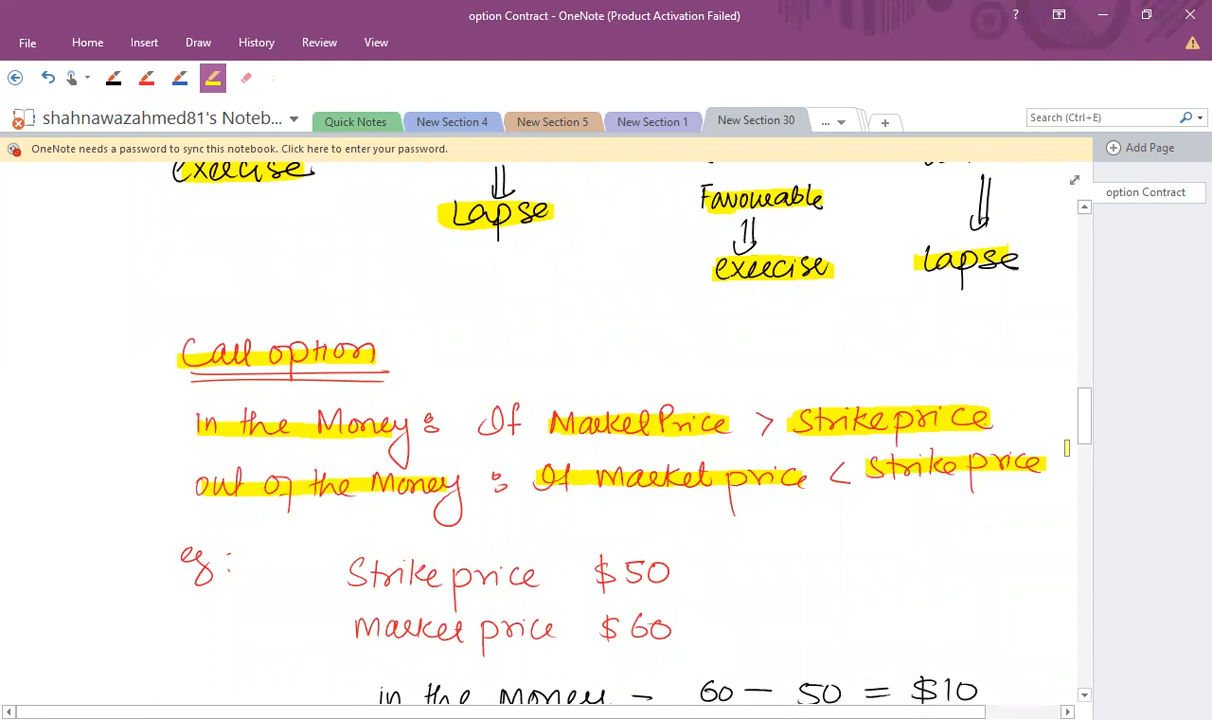 option Contract - OneNote (Product Activation Failed)
?
File Home Insert Draw History Review View
shahnawazahmed81's Noteb... Quick Notes New Section 4 New Section 5 New Section 1 New Section 30 ... +
Search (Ctrl+E)
OneNote needs a password to sync this notebook. Click here to enter your password.
Add Page
option Contract
exercise
Favourable
Lapse
exercise
Lapse
Call option
In the Money : If Market Price > Strike price
out of the Money : If Market price < Strike price
eg :
Strike price $50
Market price $60
in the money - 60 - 50 = $10